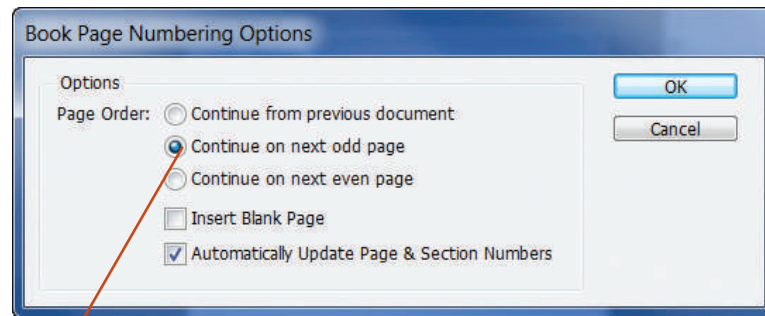 Book Page Numbering Options
Options
OK
Page Order: Continue from previous document
Cancel
Continue on next odd page
Continue on next even page
Insert Blank Page
Automatically Update Page & Section Numbers